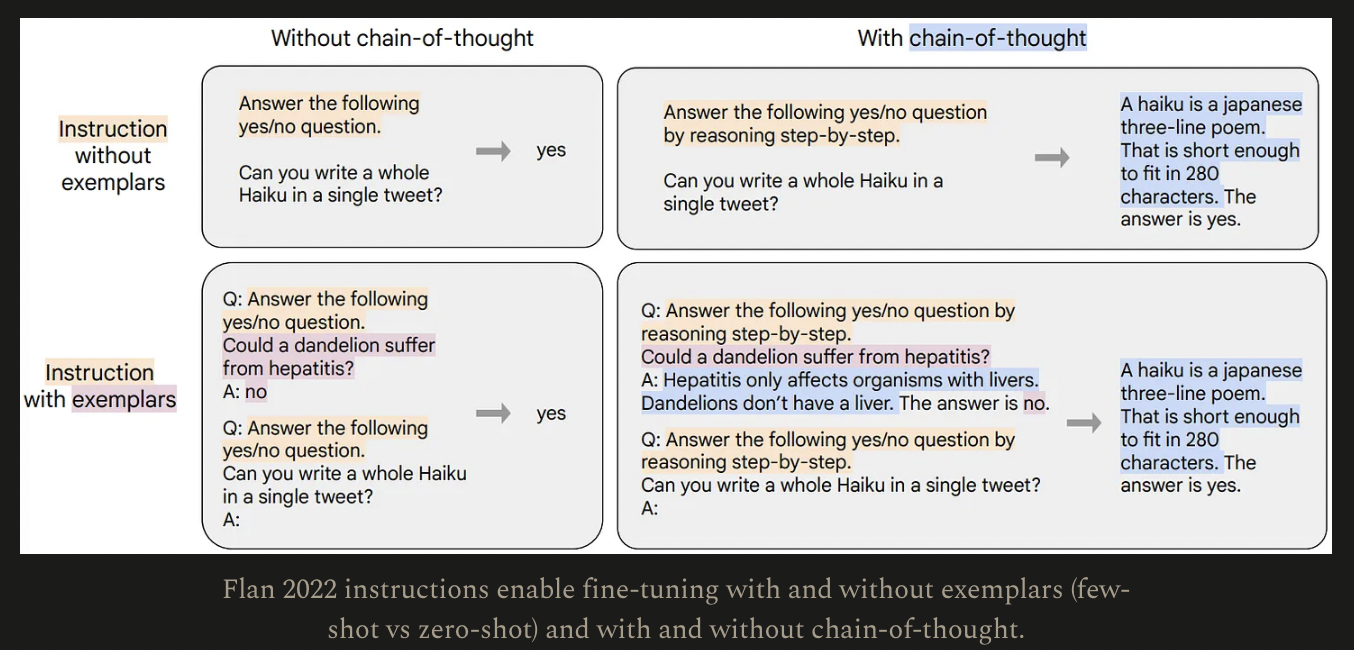 Without chain-of-thought
With chain-of-thought
Instruction
without
exemplars
Answer the following
yes/no question.
Can you write a whole
Haiku in a single tweet?
yes
Answer the following yes/no question
by reasoning step-by-step.
Can you write a whole Haiku in a
single tweet?
A haiku is a japanese
three-line poem.
That is short enough
to fit in 280
characters. The
answer is yes.
Instruction
with exemplars
Q: Answer the following
yes/no question.
Could a dandelion suffer
from hepatitis?
A: no
Q: Answer the following
yes/no question.
Can you write a whole Haiku
in a single tweet?
A:
yes
Q: Answer the following yes/no question by
reasoning step-by-step.
Could a dandelion suffer from hepatitis?
A: Hepatitis only affects organisms with livers.
Dandelions don’t have a liver. The answer is no.
Q: Answer the following yes/no question by
reasoning step-by-step.
Can you write a whole Haiku in a single tweet?
A:
A haiku is a japanese
three-line poem.
That is short enough
to fit in 280
characters. The
answer is yes.
Flan 2022 instructions enable fine-tuning with and without exemplars (few-
shot vs zero-shot) and with and without chain-of-thought.